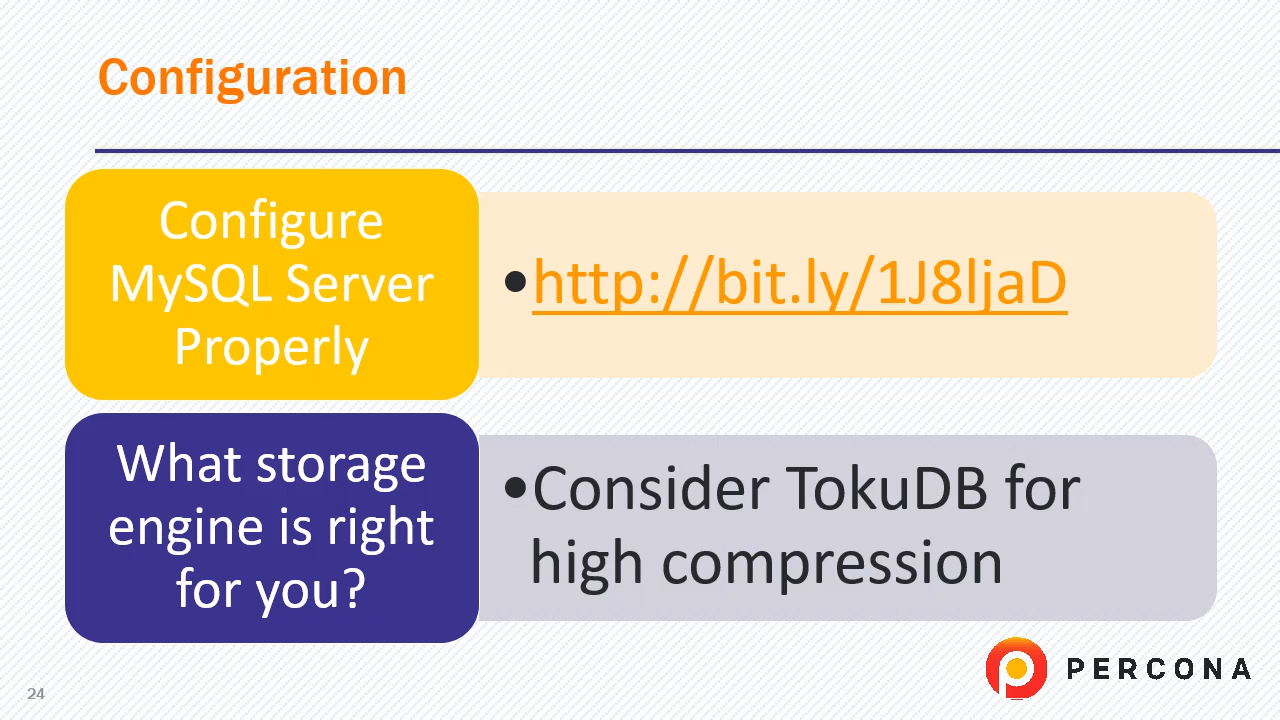 Configuration
Configure
MySQL Server
Properly
•http://bit.ly/1J8ljaD
What storage
engine is right
for you?
•Consider TokuDB for
high compression
PERCONA
24